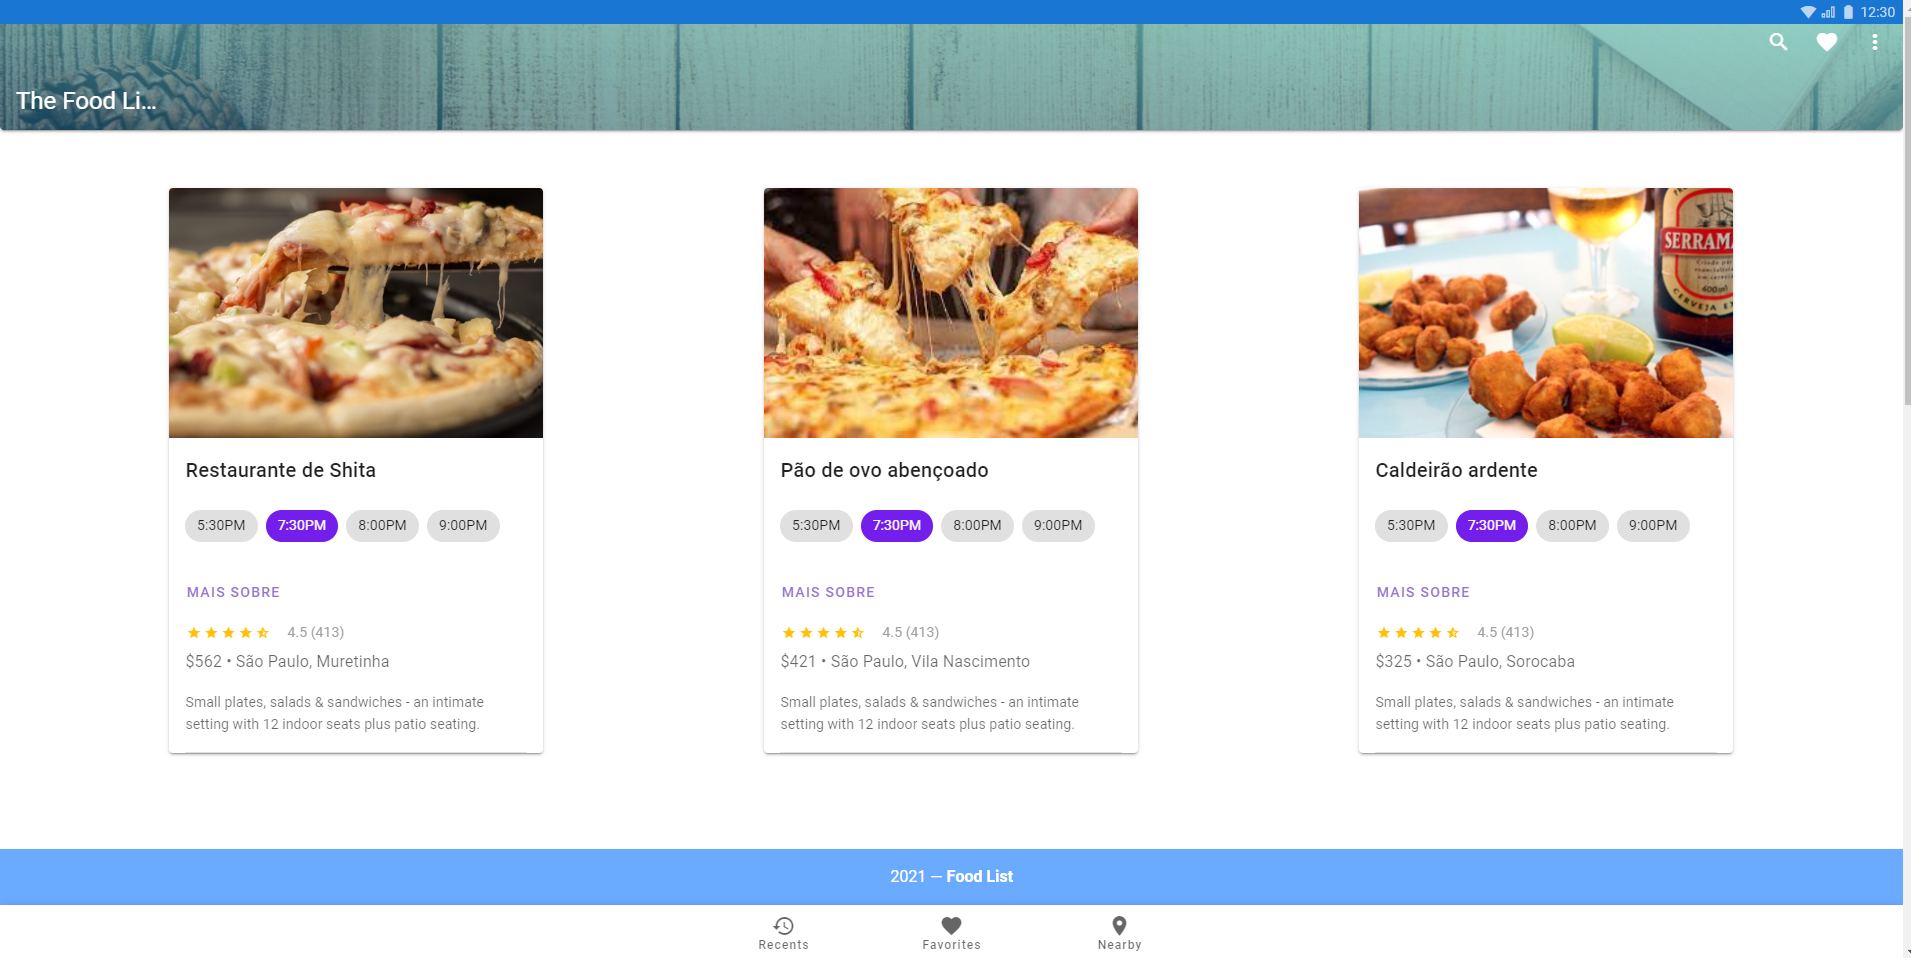 12:30
The Food Li...
SERRAMA
600ml
CERVEJA
Restaurante de Shita
5:30PM 7:30PM 8:00PM 9:00PM
MAIS SOBRE
4.5 (413)
$562 • São Paulo, Muretinha
Small plates, salads & sandwiches - an intimate
setting with 12 indoor seats plus patio seating.
Pão de ovo abençoado
5:30PM 7:30PM 8:00PM 9:00PM
MAIS SOBRE
4.5 (413)
$421 • São Paulo, Vila Nascimento
Small plates, salads & sandwiches - an intimate
setting with 12 indoor seats plus patio seating.
Caldeirão ardente
5:30PM 7:30PM 8:00PM 9:00PM
MAIS SOBRE
4.5 (413)
$325 • São Paulo, Sorocaba
Small plates, salads & sandwiches - an intimate
setting with 12 indoor seats plus patio seating.
2021 — Food List
Recents Favorites Nearby